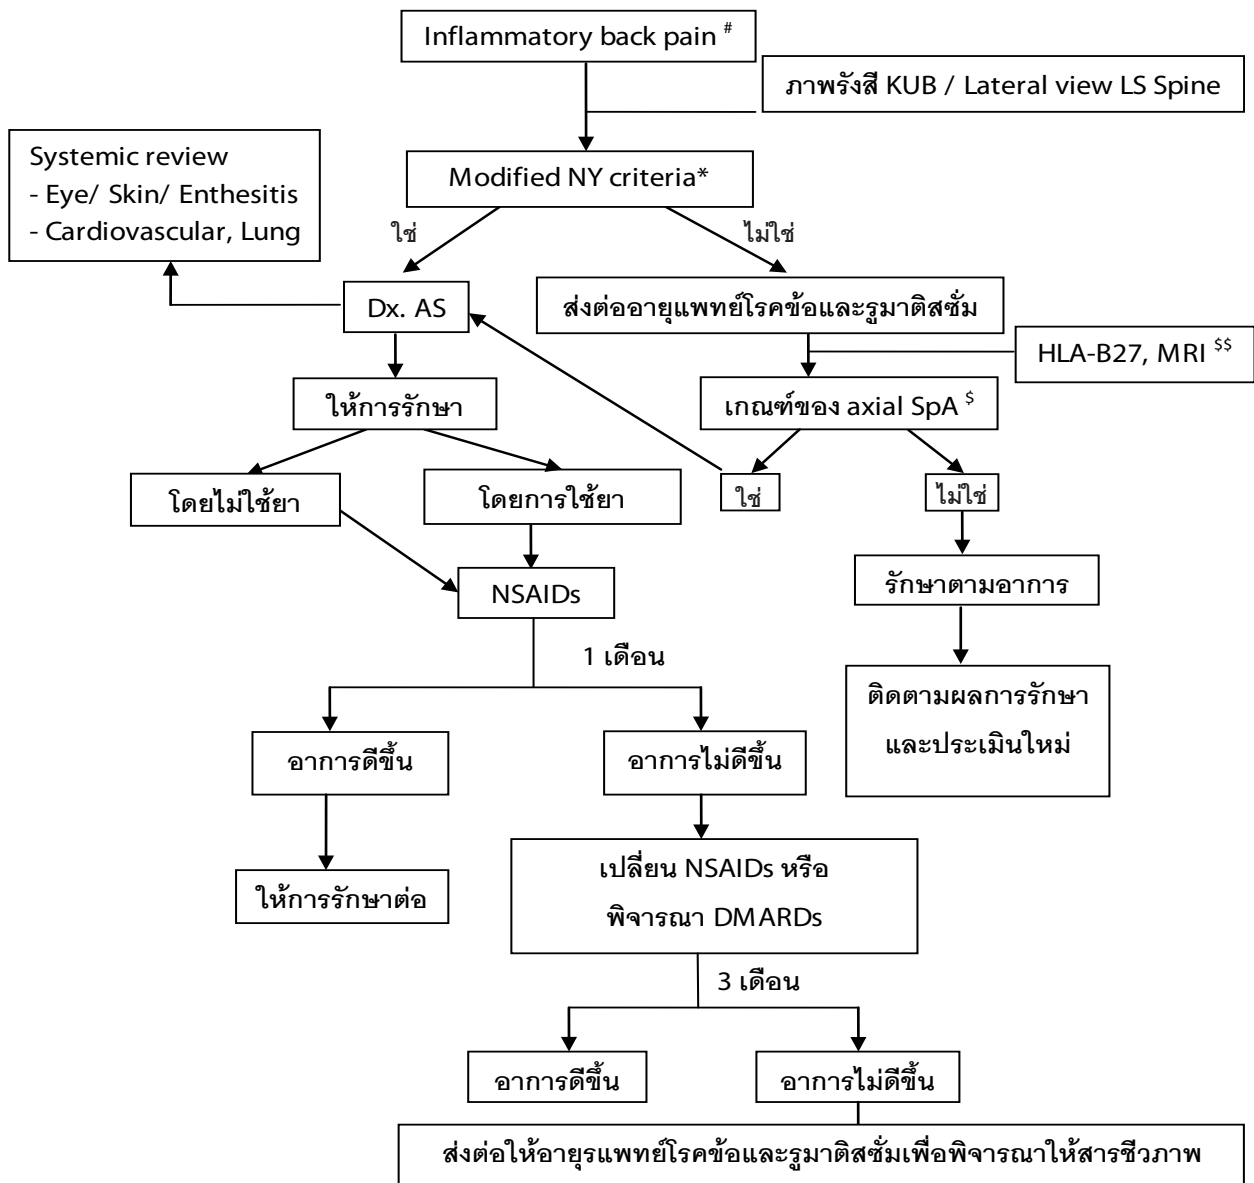 Inflammatory back pain #
ภาพรังสี KUB / Lateral view LS Spine
Systemic review
- Eye/ Skin/ Enthesitis
- Cardiovascular, Lung
Modified NY criteria*
ใช่
ไม่ใช่
Dx. AS
ส่งต่ออายุแพทย์โรคข้อและรูมาติสซั่ม
HLA-B27, MRI $$
ให้การรักษา
เกณฑ์ของ axial SpA $
โดยไม่ใช้ยา
โดยการใช้ยา
ใช่
ไม่ใช่
NSAIDs
รักษาตามอาการ
1 เดือน
ติดตามผลการรักษา
และประเมินใหม่
อาการดีขึ้น
อาการไม่ดีขึ้น
ให้การรักษาต่อ
เปลี่ยน NSAIDs หรือ
พิจารณา DMARDs
3 เดือน
อาการดีขึ้น
อาการไม่ดีขึ้น
ส่งต่อให้อายุรแพทย์โรคข้อและรูมาติสซั่มเพื่อพิจารณาให้สารชีวภาพ